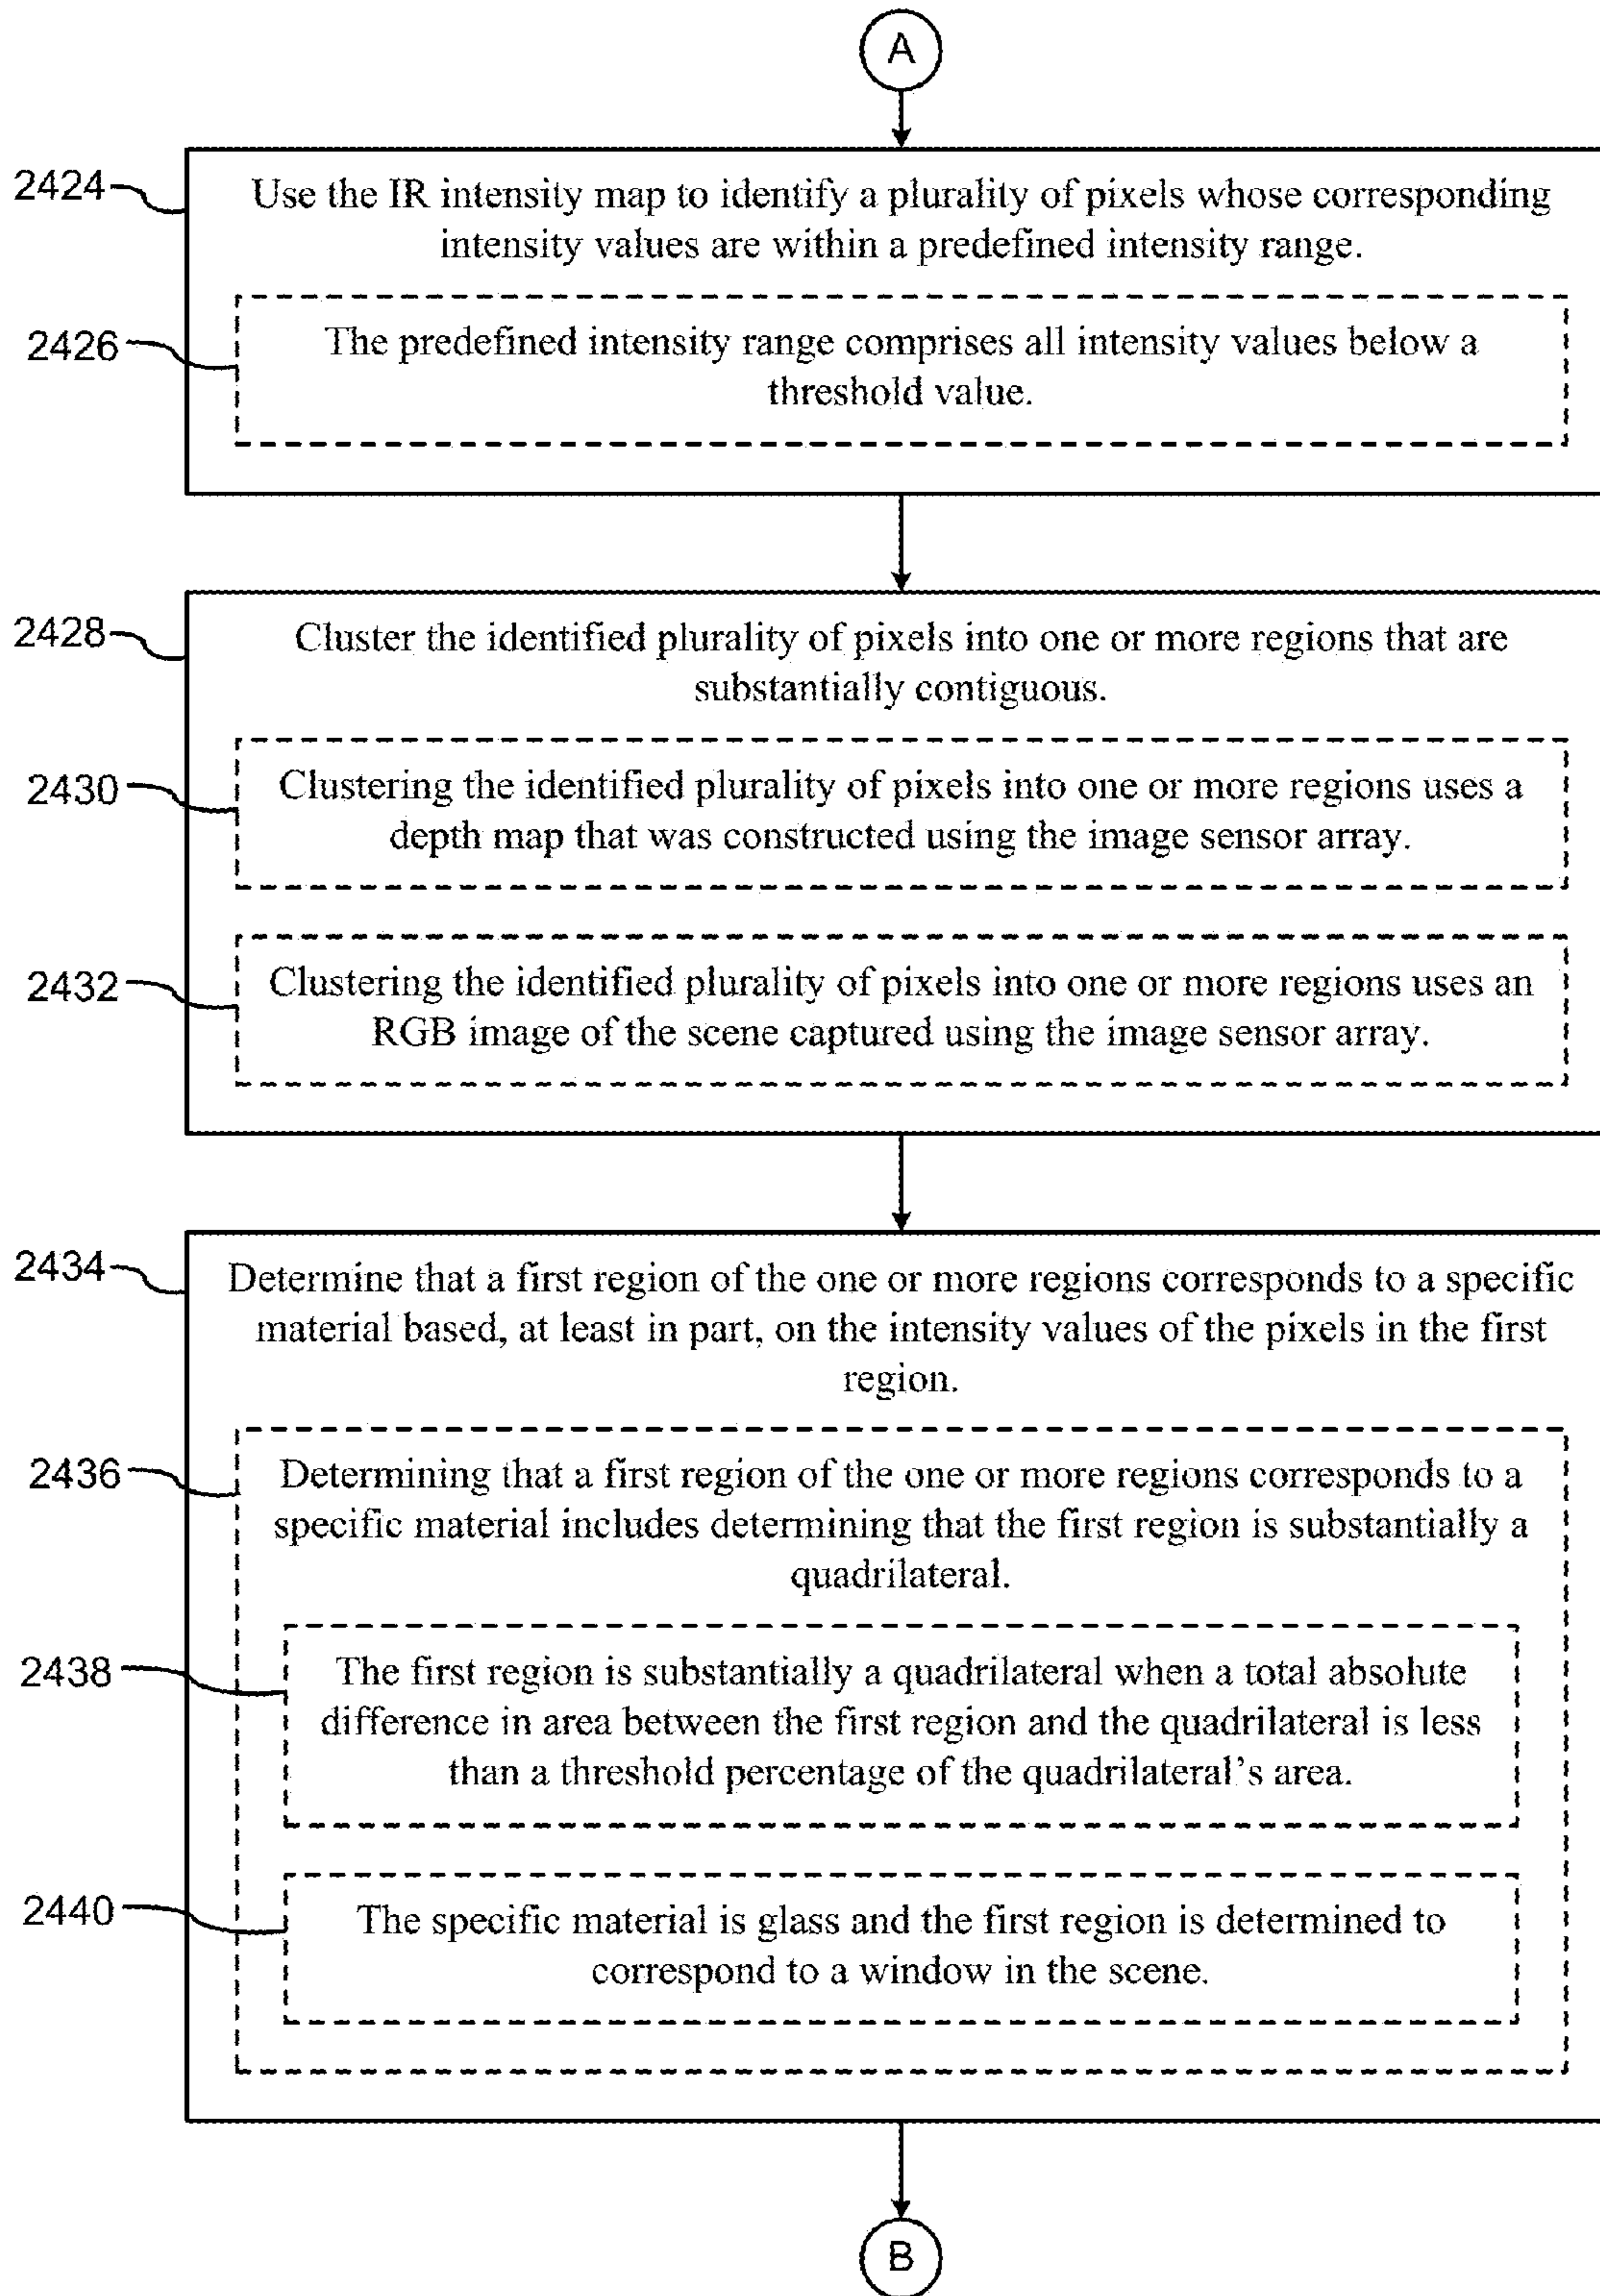 A
2424
Use the IR intensity map to identify a plurality of pixels whose corresponding
intensity values are within a predefined intensity range.
2426
The predefined intensity range comprises all intensity values below a
threshold value.
2428
Cluster the identified plurality of pixels into one or more regions that are
substantially contiguous.
2430
Clustering the identified plurality of pixels into one or more regions uses a
depth map that was constructed using the image sensor array.
2432
Clustering the identified plurality of pixels into one or more regions uses an
RGB image of the scene captured using the image sensor array.
2434
Determine that a first region of the one or more regions corresponds to a specific
material based, at least in part, on the intensity values of the pixels in the first
region.
2436
Determining that a first region of the one or more regions corresponds to a
specific material includes determining that the first region is substantially a
quadrilateral.
2438
The first region is substantially a quadrilateral when a total absolute
difference in area between the first region and the quadrilateral is less
than a threshold percentage of the quadrilateral's area.
2440
The specific material is glass and the first region is determined to
correspond to a window in the scene.
B